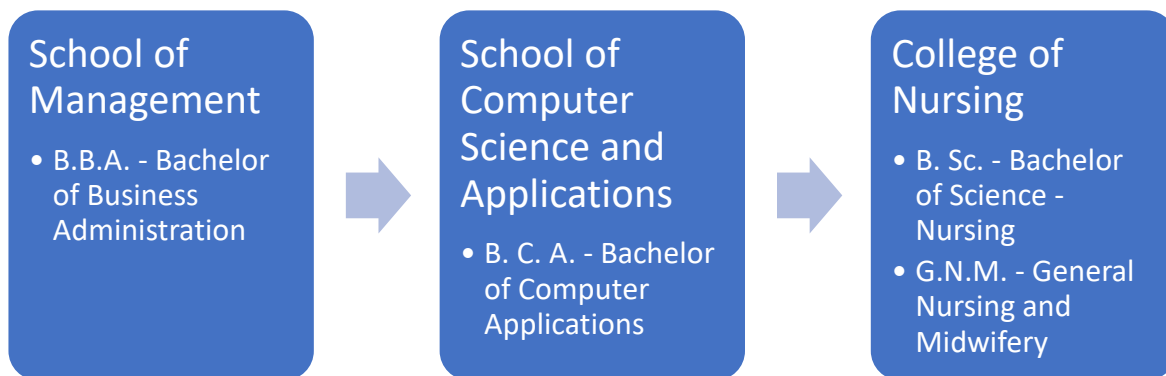 School of
Management
• B.B.A. - Bachelor
of Business
Administration
School of
Computer
Science and
Applications
• B. C. A. - Bachelor
of Computer
Applications
College of
Nursing
• B. Sc. - Bachelor
of Science -
Nursing
• G.N.M. - General
Nursing and
Midwifery